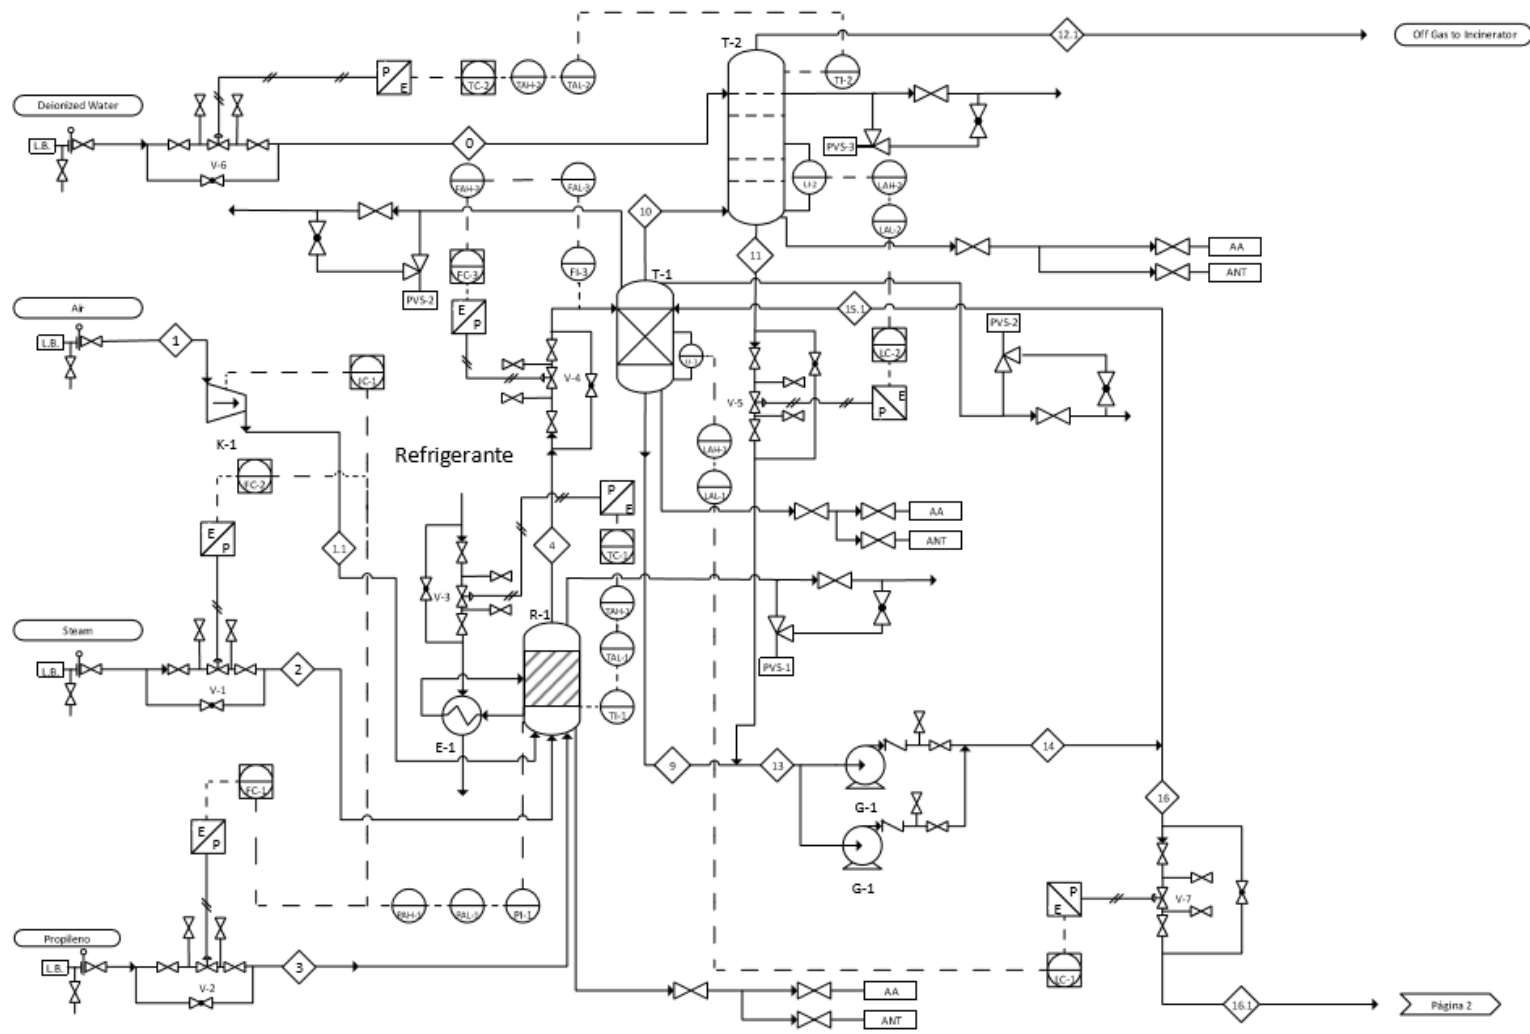 T-2
12.1
Off Gas to Incinerator
P
E
TC-2
TAH-2
TAL-2
TI-2
Deionized Water
L.B.
V-6
0
PVS-3
LI-2
LAH-2
FAH-3
FAL-3
10
LAL-2
11
AA
ANT
FC-3
FI-3
T-1
PVS-2
15.1
Air
L.B.
1
E
P
PVS-2
LC-2
V-4
V-5
E
P
K-1
LAH-1
Refrigerante
FC-2
LAL-1
P
E
AA
ANT
E
P
1.1
4
TC-1
V-3
R-1
TAH-1
Steam
TAL-1
L.B.
V-1
2
PVS-1
TI-1
E-1
9
13
14
FC-1
G-1
16
E
P
G-1
P
E
V-7
PAH-1
PAL-1
PI-1
Propileno
L.B.
V-2
3
LC-1
AA
ANT
16.1
Página 2